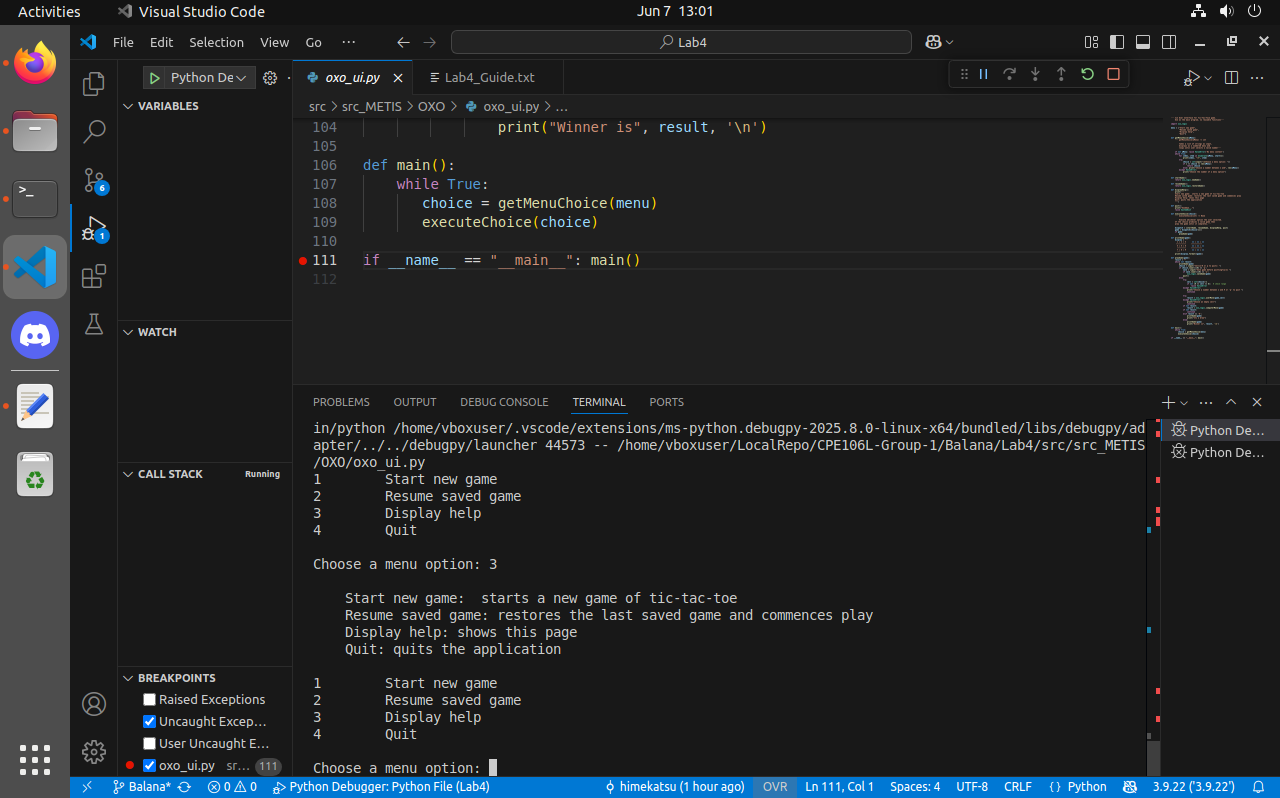 Activities
Visual Studio Code
Jun 7 13:01
File Edit Selection View Go ···
Lab4
Python De
oxo_ui.py
Lab4_Guide.txt
src > src_METIS > OXO > oxo_ui.py > ...
VARIABLES
104 print("Winner is", result, '\n')
105
106 def main():
107 while True:
108 choice = getMenuChoice(menu)
109 executeChoice(choice)
110
111 if __name__ == "__main__": main()
112
WATCH
CALL STACK Running
BREAKPOINTS
Raised Exceptions
Uncaught Excep...
User Uncaught E...
oxo_ui.py sr... 111
6
1
PROBLEMS OUTPUT DEBUG CONSOLE TERMINAL PORTS
in/python /home/vboxuser/.vscode/extensions/ms-python.debugpy-2025.8.0-linux-x64/bundled/libs/debugpy/ad
apter/../../debugpy/launcher 44573 -- /home/vboxuser/LocalRepo/CPE106L-Group-1/Balana/Lab4/src/src_METIS
/OXO/oxo_ui.py
1 Start new game
2 Resume saved game
3 Display help
4 Quit
Choose a menu option: 3
Start new game: starts a new game of tic-tac-toe
Resume saved game: restores the last saved game and commences play
Display help: shows this page
Quit: quits the application
1 Start new game
2 Resume saved game
3 Display help
4 Quit
Choose a menu option:
Python De...
Python De...
Balana* 0 0 Python Debugger: Python File (Lab4) himekatsu (1 hour ago) OVR Ln 111, Col 1 Spaces: 4 UTF-8 CRLF { } Python 3.9.22 ('3.9.22')